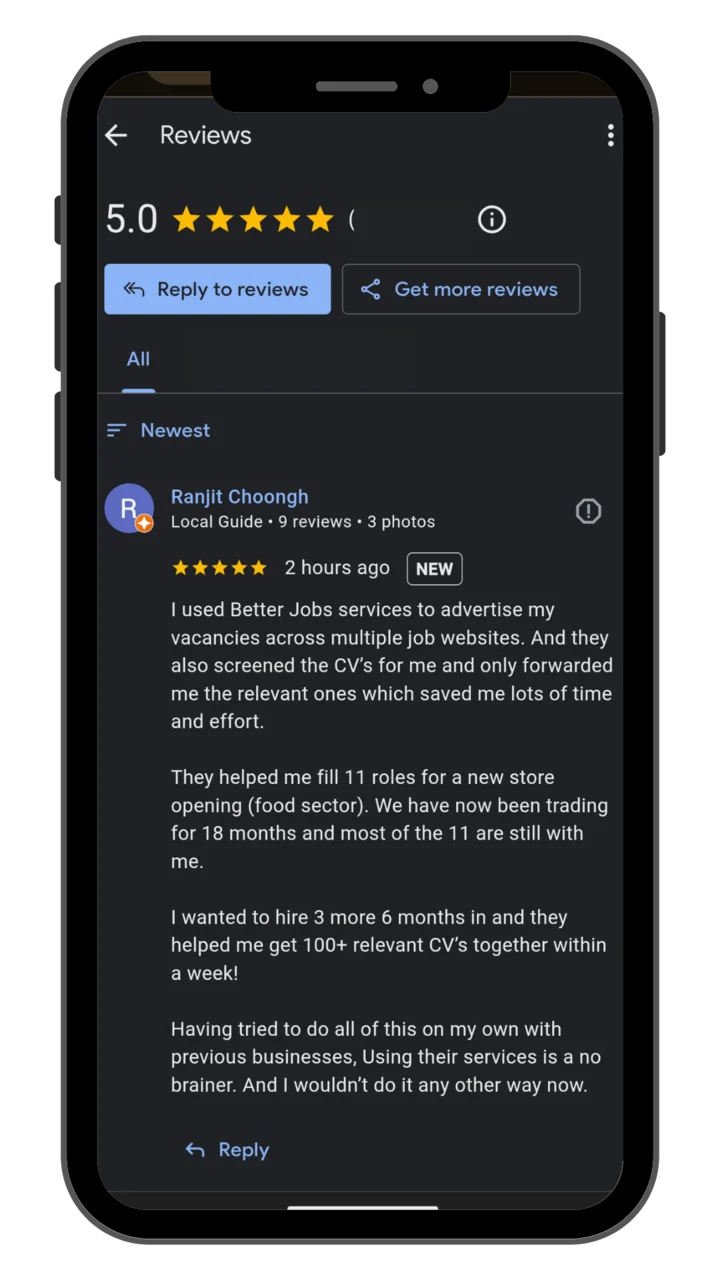 Reviews
5.0 (
Reply to reviews
Get more reviews
All
Newest
R
Ranjit Choongh
Local Guide • 9 reviews • 3 photos
2 hours ago NEW
I used Better Jobs services to advertise my
vacancies across multiple job websites. And they
also screened the CV's for me and only forwarded
me the relevant ones which saved me lots of time
and effort.
They helped me fill 11 roles for a new store
opening (food sector). We have now been trading
for 18 months and most of the 11 are still with
me.
I wanted to hire 3 more 6 months in and they
helped me get 100+ relevant CV's together within
a week!
Having tried to do all of this on my own with
previous businesses, Using their services is a no
brainer. And I wouldn't do it any other way now.
Reply